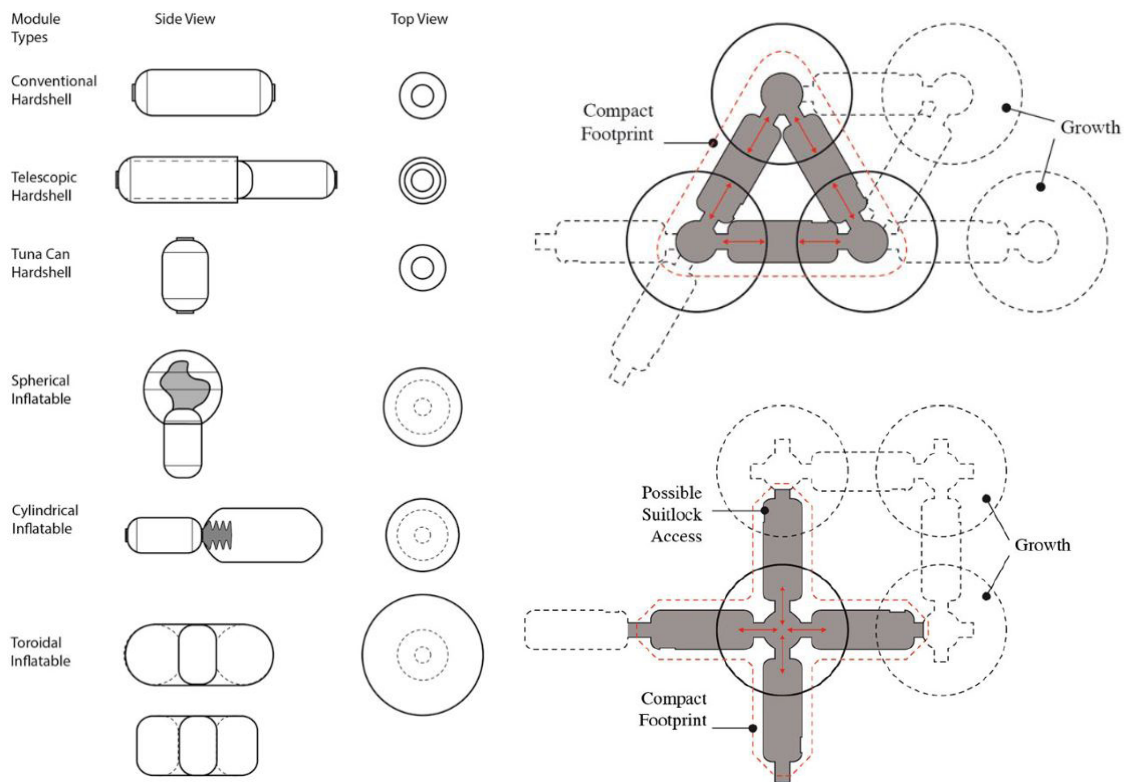 Module
Types
Side View
Top View
Conventional
Hardshell
Telescopic
Hardshell
Tuna Can
Hardshell
Spherical
Inflatable
Cylindrical
Inflatable
Toroidal
Inflatable
Compact
Footprint
Growth
Possible
Suitlock
Access
Growth
Compact
Footprint